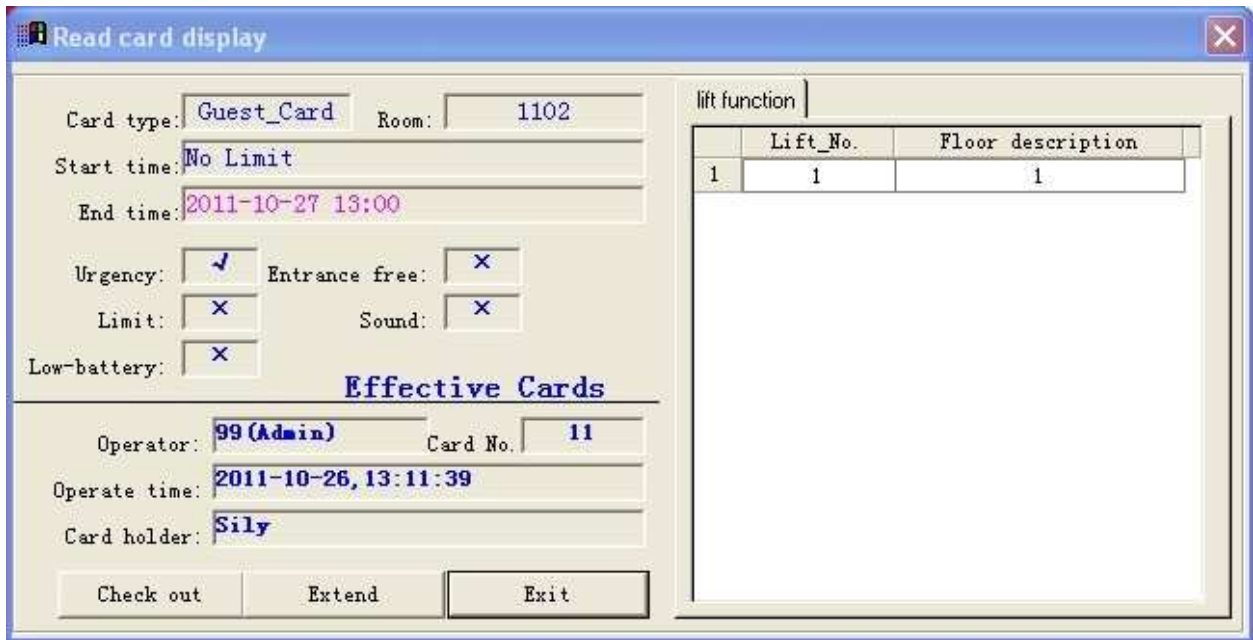 Read card display
Card type: Guest_Card Room: 1102
Start time: No Limit
End time: 2011-10-27 13:00
Urgency: √ Entrance free: ×
Limit: × Sound: ×
Low-battery: ×
Effective Cards
Operator: 99(Admin) Card No. 11
Operate time: 2011-10-26,13:11:39
Card holder: Sily
Check out Extend Exit
lift function
Lift_No. Floor description
1 1 1